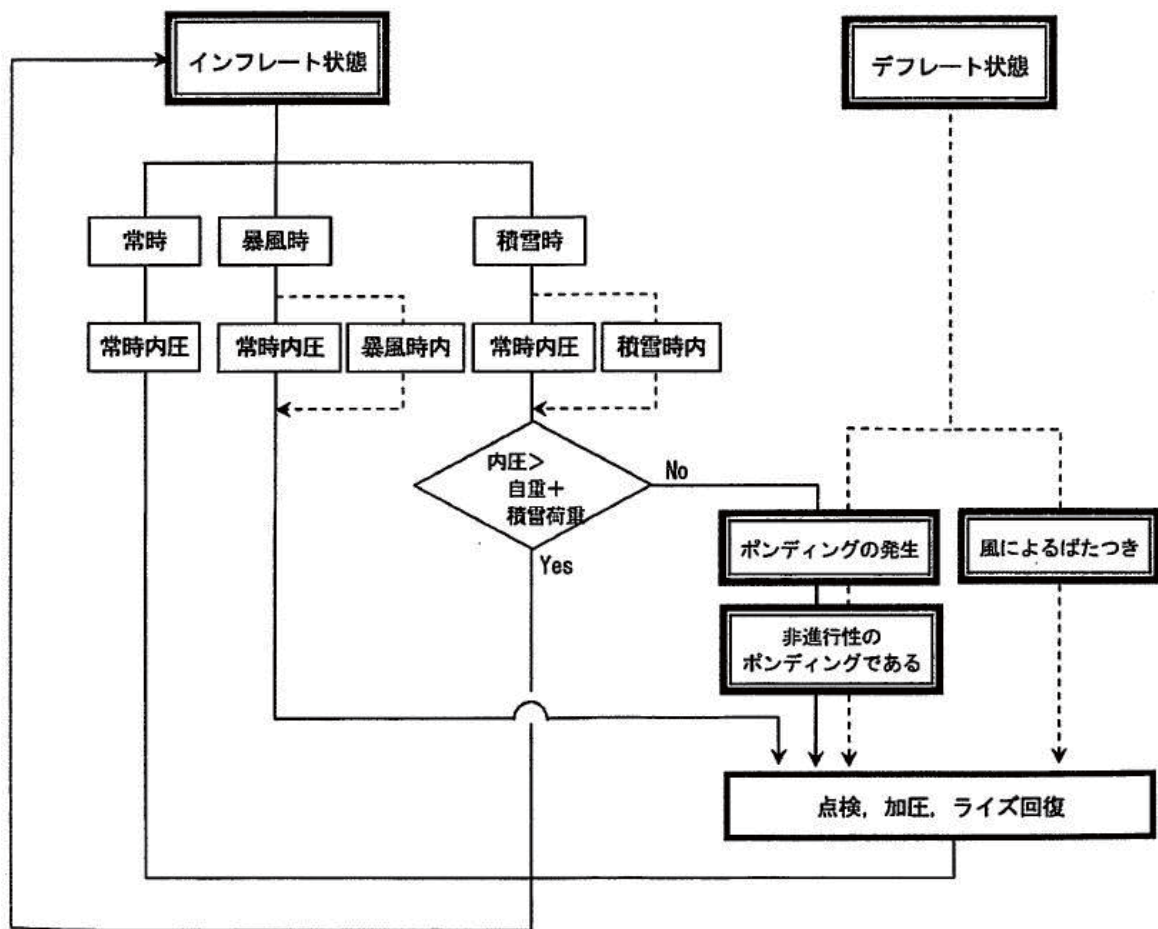 インフレート状態
デフレート状態
常時
暴風時
積雪時
常時内圧
常時内圧
暴風時内
常時内圧
積雪時内
内圧>
自重+
積雪荷重
No
Yes
ポンディングの発生
風によるばたつき
非進行性の
ポンディングである
点検，加圧，ライズ回復